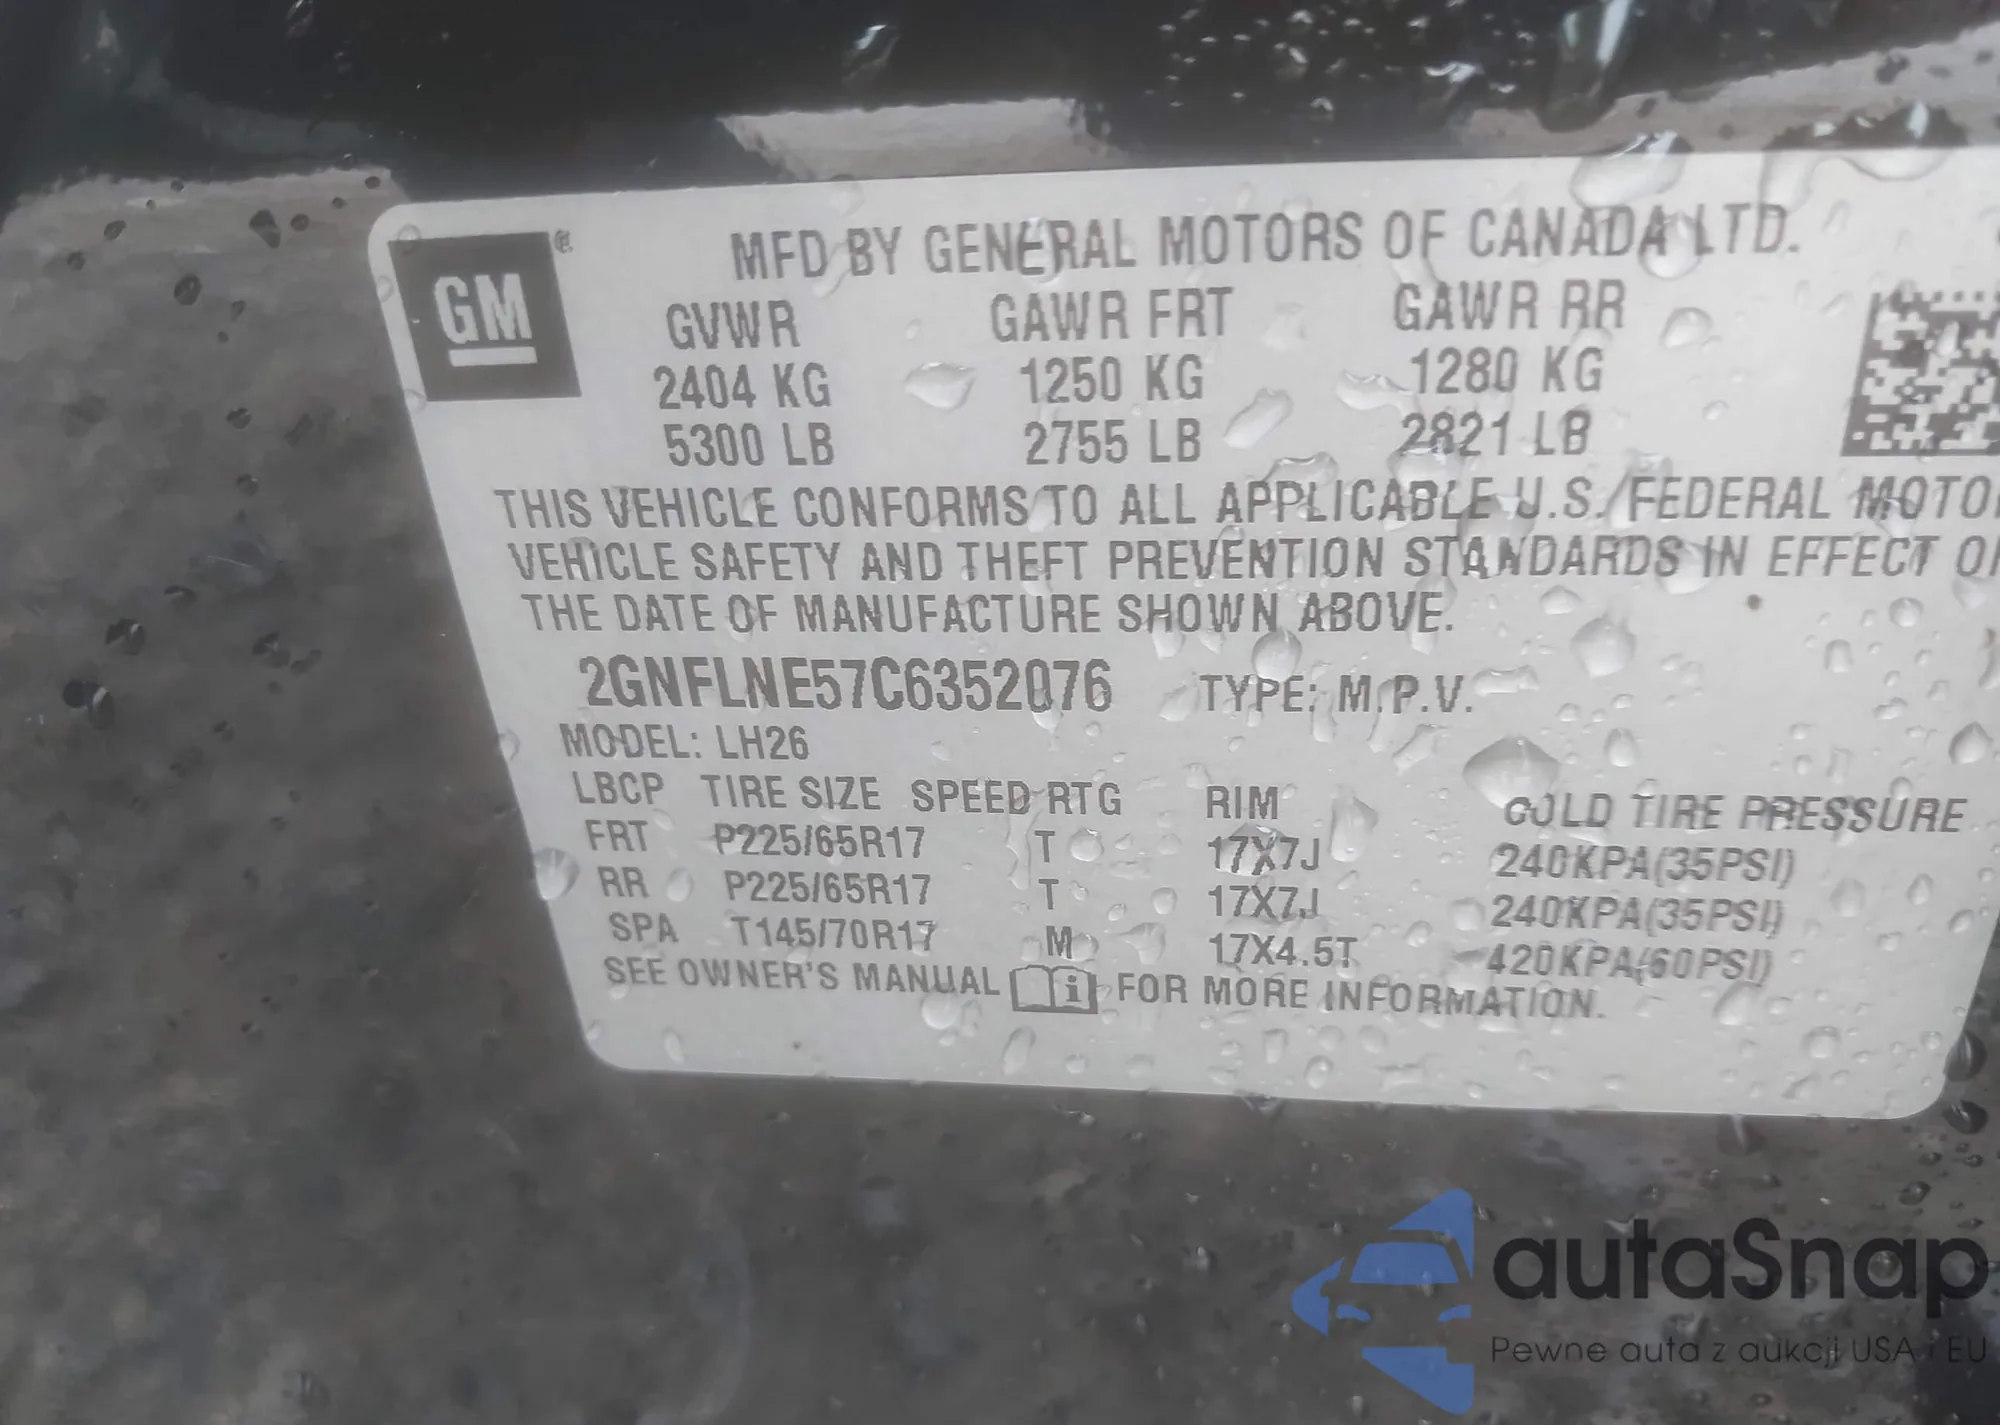 GM
MFD BY GENERAL MOTORS OF CANADA LTD.
GVWR GAWR FRT GAWR RR
2404 KG 1250 KG 1280 KG
5300 LB 2755 LB 2821 LB
THIS VEHICLE CONFORMS TO ALL APPLICABLE U.S. FEDERAL MOTO
VEHICLE SAFETY AND THEFT PREVENTION STANDARDS IN EFFECT
THE DATE OF MANUFACTURE SHOWN ABOVE.
2GNFLNE57C6352076 TYPE: M.P.V.
MODEL: LH26
LBCP TIRE SIZE SPEED RTG RIM COLD TIRE PRESSURE
FRT P225/65R17 T 17X7J 240KPA(35PSI)
RR P225/65R17 T 17X7J 240KPA(35PSI)
SPA T145/70R17 M 17X4.5T 420KPA(60PSI)
SEE OWNER'S MANUAL i FOR MORE INFORMATION.
autaSnap
Pewne auta z aukcji USA i EU